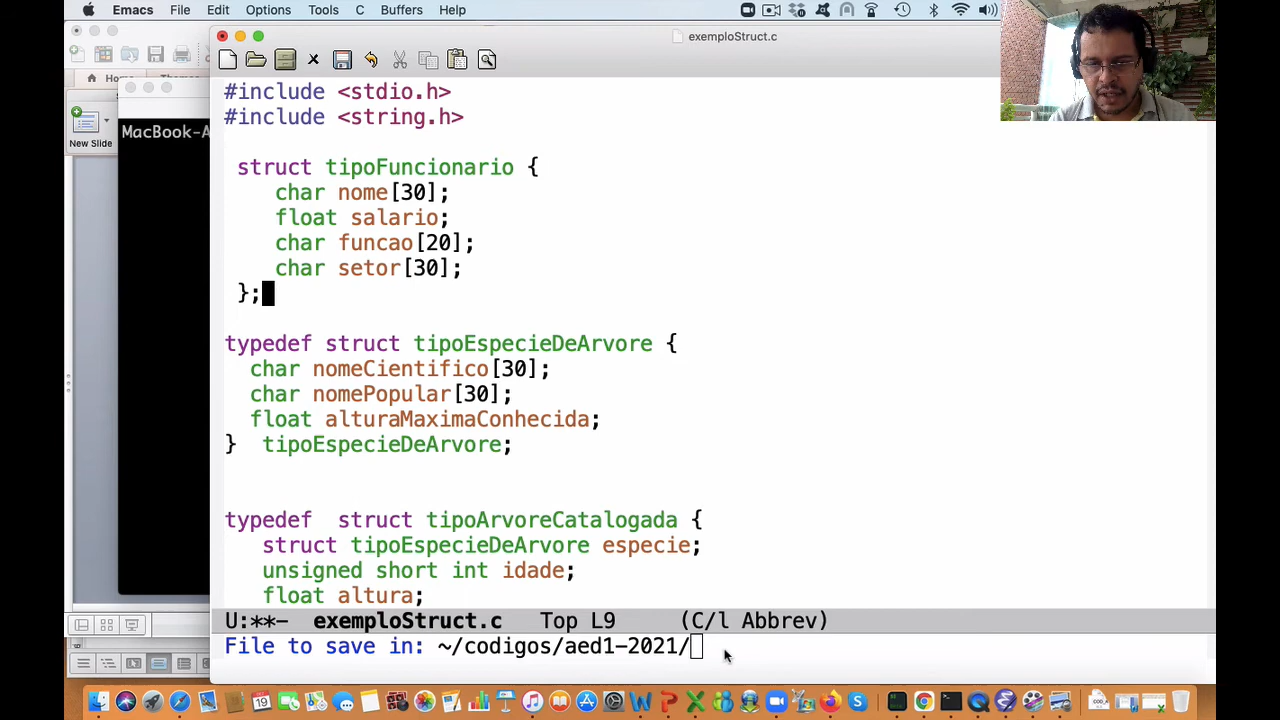 Emacs File Edit Options Tools C Buffers Help
exemploStruct.c
Home
New Slide
MacBook-A
#include <stdio.h>
#include <string.h>
struct tipoFuncionario {
char nome[30];
float salario;
char funcao[20];
char setor[30];
};
typedef struct tipoEspecieDeArvore {
char nomeCientifico[30];
char nomePopular[30];
float alturaMaximaConhecida;
} tipoEspecieDeArvore;
typedef struct tipoArvoreCatalogada {
struct tipoEspecieDeArvore especie;
unsigned short int idade;
float altura;
U:**- exemploStruct.c Top L9 (C/l Abbrev)
File to save in: ~/codigos/aed1-2021/